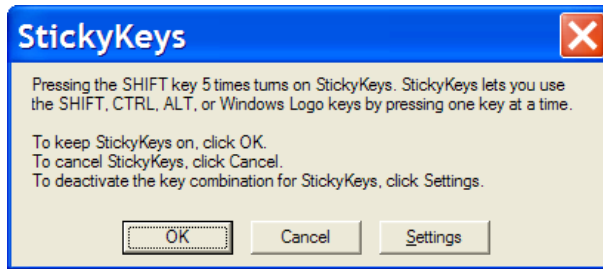 StickyKeys
Pressing the SHIFT key 5 times turns on StickyKeys. StickyKeys lets you use
the SHIFT, CTRL, ALT, or Windows Logo keys by pressing one key at a time.
To keep StickyKeys on, click OK.
To cancel StickyKeys, click Cancel.
To deactivate the key combination for StickyKeys, click Settings.
OK Cancel Settings